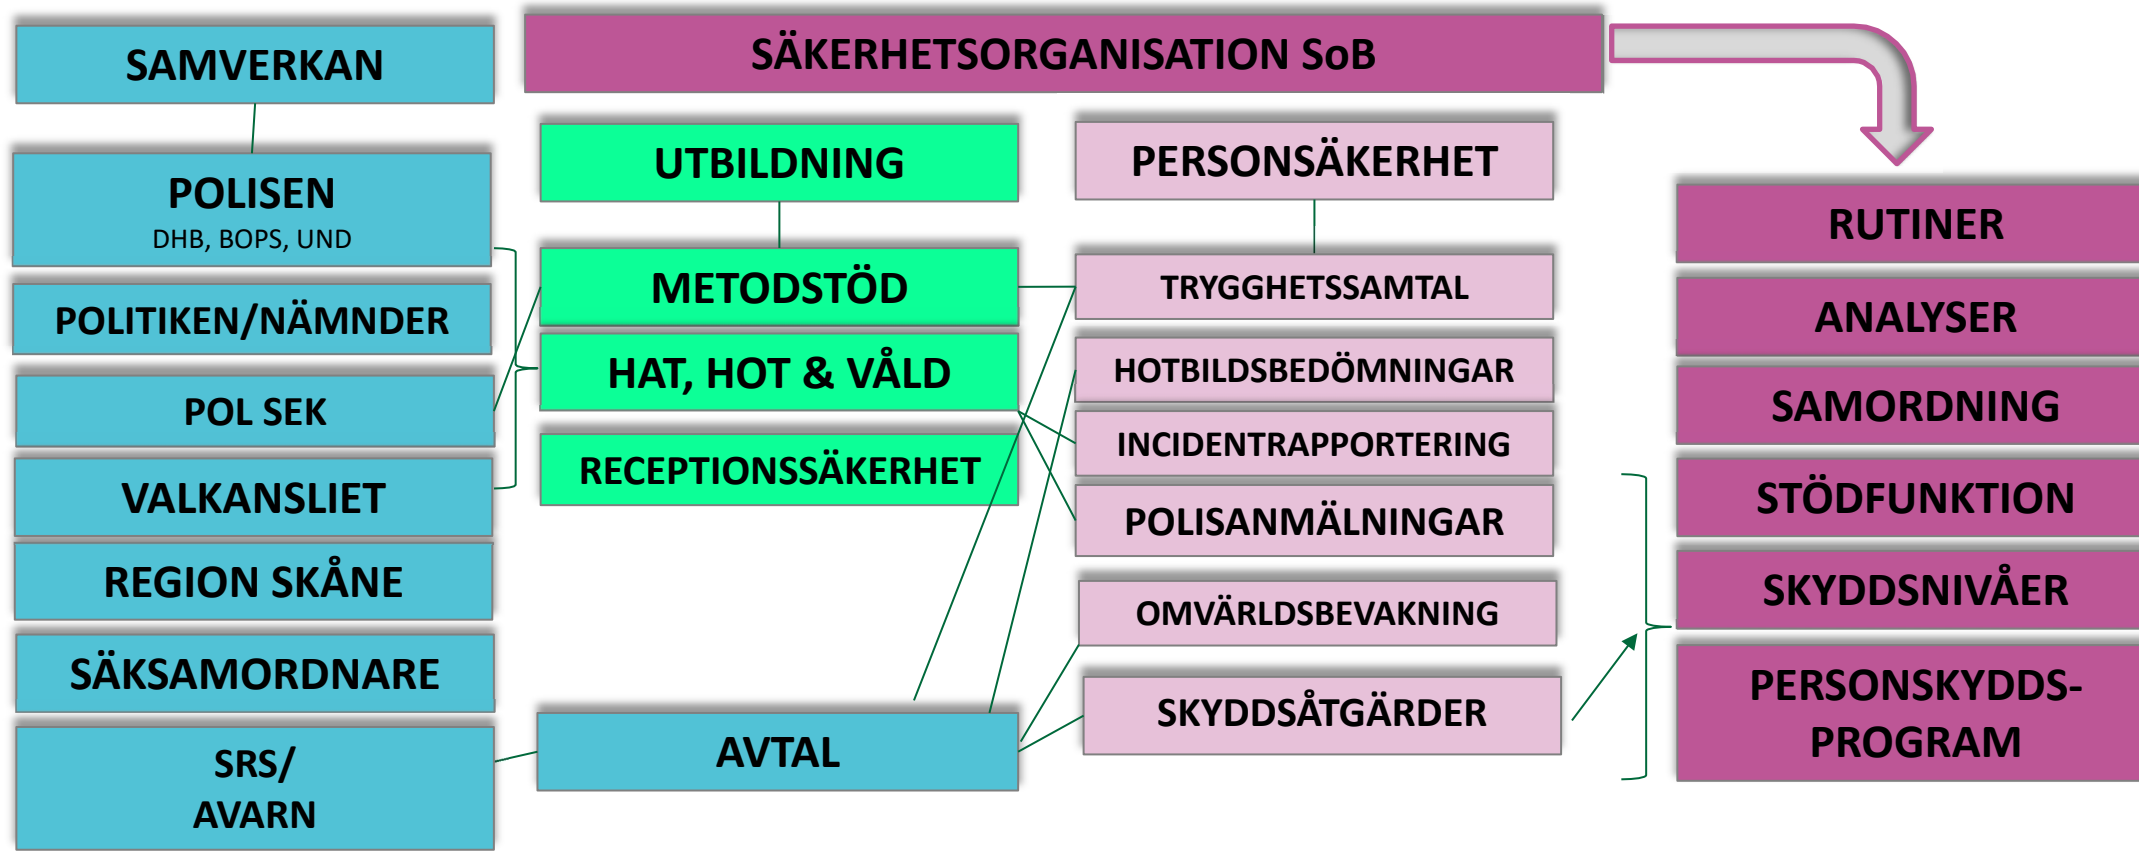 SAMVERKAN
POLISEN
DHB, BOPS, UND
POLITIKEN/NÄMNDER
POL SEK
VALKANSLIET
REGION SKÅNE
SÄKSAMORDNARE
SRS/
AVARN
SÄKERHETSORGANISATION SoB
UTBILDNING
METODSTÖD
HAT, HOT & VÅLD
RECEPTIONSSÄKERHET
AVTAL
PERSONSÄKERHET
TRYGGHETSSAMTAL
HOTBILDSBEDÖMNINGAR
INCIDENTRAPPORTERING
POLISANMÄLNINGAR
OMVÄRLDSBEVAKNING
SKYDDSÅTGÄRDER
RUTINER
ANALYSER
SAMORDNING
STÖDFUNKTION
SKYDDSNIVÅER
PERSONSKYDDS-
PROGRAM